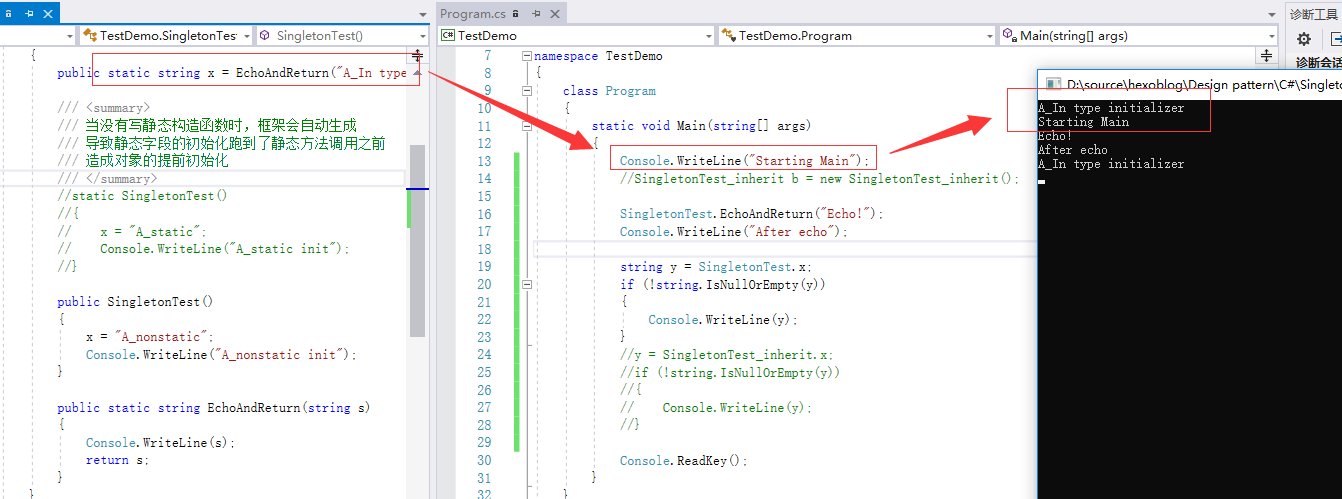 TestDemo.SingletonTest
SingletonTest()
{
public static string x = EchoAndReturn("A_In type
/// <summary>
/// 当没有写静态构造函数时，框架会自动生成
/// 导致静态字段的初始化跑到了静态方法调用之前
/// 造成对象的提前初始化
/// </summary>
//static SingletonTest()
//{
//    x = "A_static";
//    Console.WriteLine("A_static init");
//}
public SingletonTest()
{
x = "A_nonstatic";
Console.WriteLine("A_nonstatic init");
}
public static string EchoAndReturn(string s)
{
Console.WriteLine(s);
return s;
}
}
Program.cs
C# TestDemo
TestDemo.Program
Main(string[] args)
7 namespace TestDemo
8 {
9 class Program
10 {
11 static void Main(string[] args)
12 {
13 Console.WriteLine("Starting Main");
14 //SingletonTest_inherit b = new SingletonTest_inherit();
15
16 SingletonTest.EchoAndReturn("Echo!");
17 Console.WriteLine("After echo");
18
19 string y = SingletonTest.x;
20 if (!string.IsNullOrEmpty(y))
21 {
22 Console.WriteLine(y);
23 }
24 //y = SingletonTest_inherit.x;
25 //if (!string.IsNullOrEmpty(y))
26 //{
27 //    Console.WriteLine(y);
28 //}
29
30 Console.ReadKey();
31 }
32 }
诊断工具
诊断会话
D:\source\hexoblog\Design pattern\C#\Singleto
A_In type initializer
Starting Main
Echo!
After echo
A_In type initializer